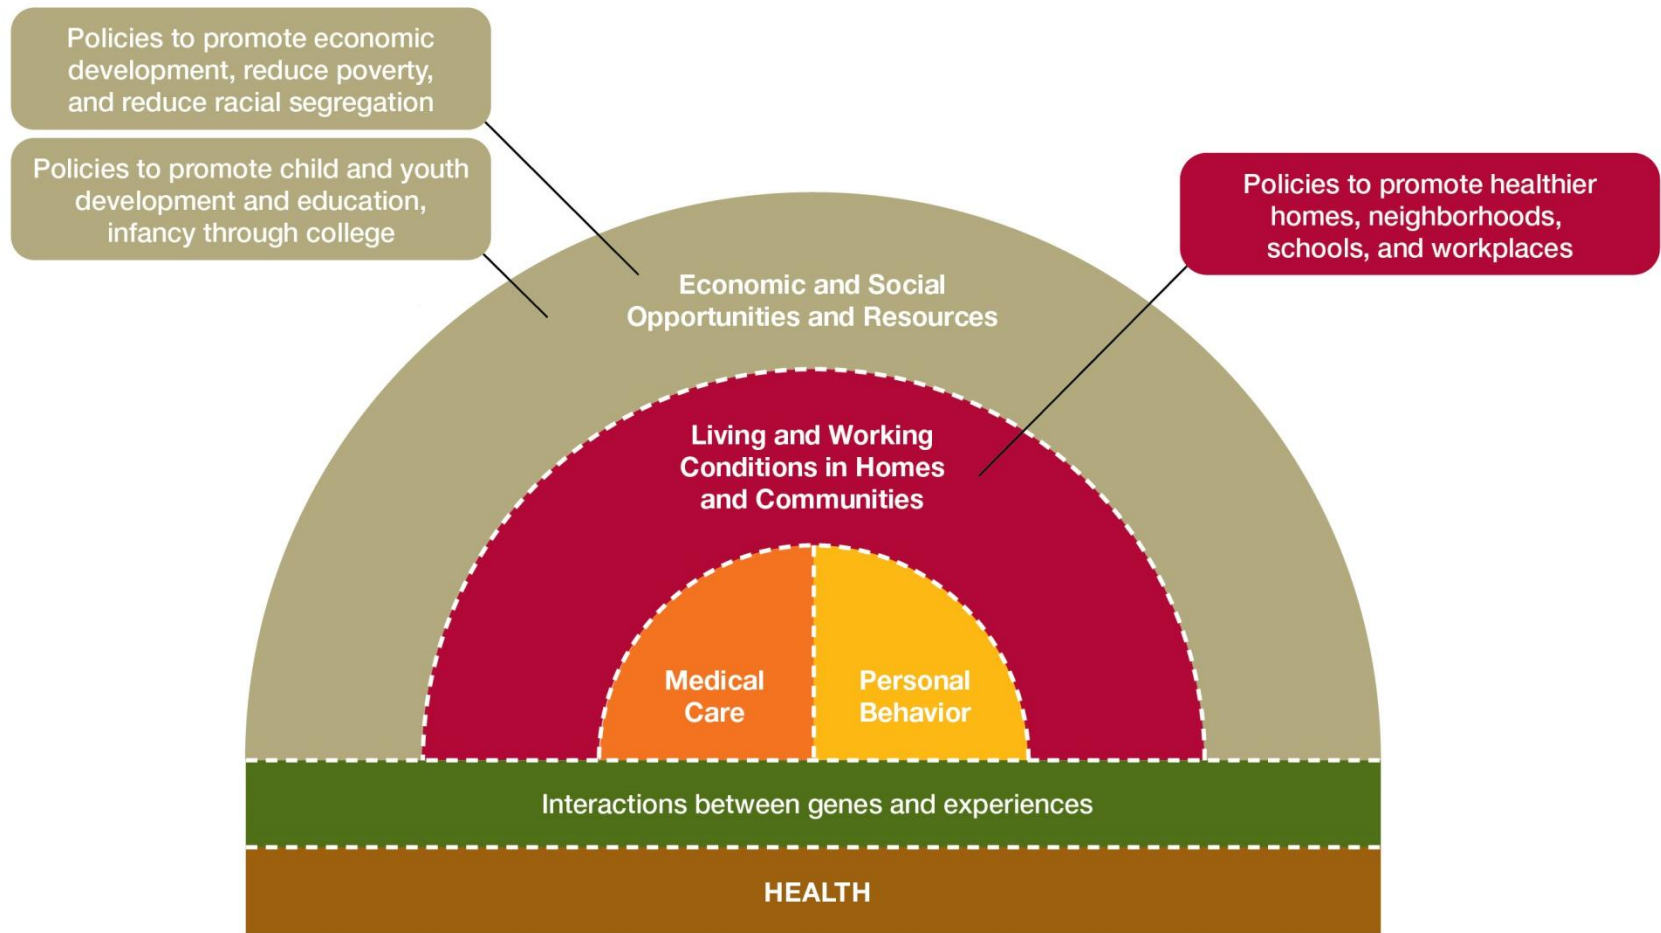 Policies to promote economic
development, reduce poverty,
and reduce racial segregation
Policies to promote child and youth
development and education,
infancy through college
Policies to promote healthier
homes, neighborhoods,
schools, and workplaces
Economic and Social
Opportunities and Resources
Living and Working
Conditions in Homes
and Communities
Medical
Care
Personal
Behavior
Interactions between genes and experiences
HEALTH